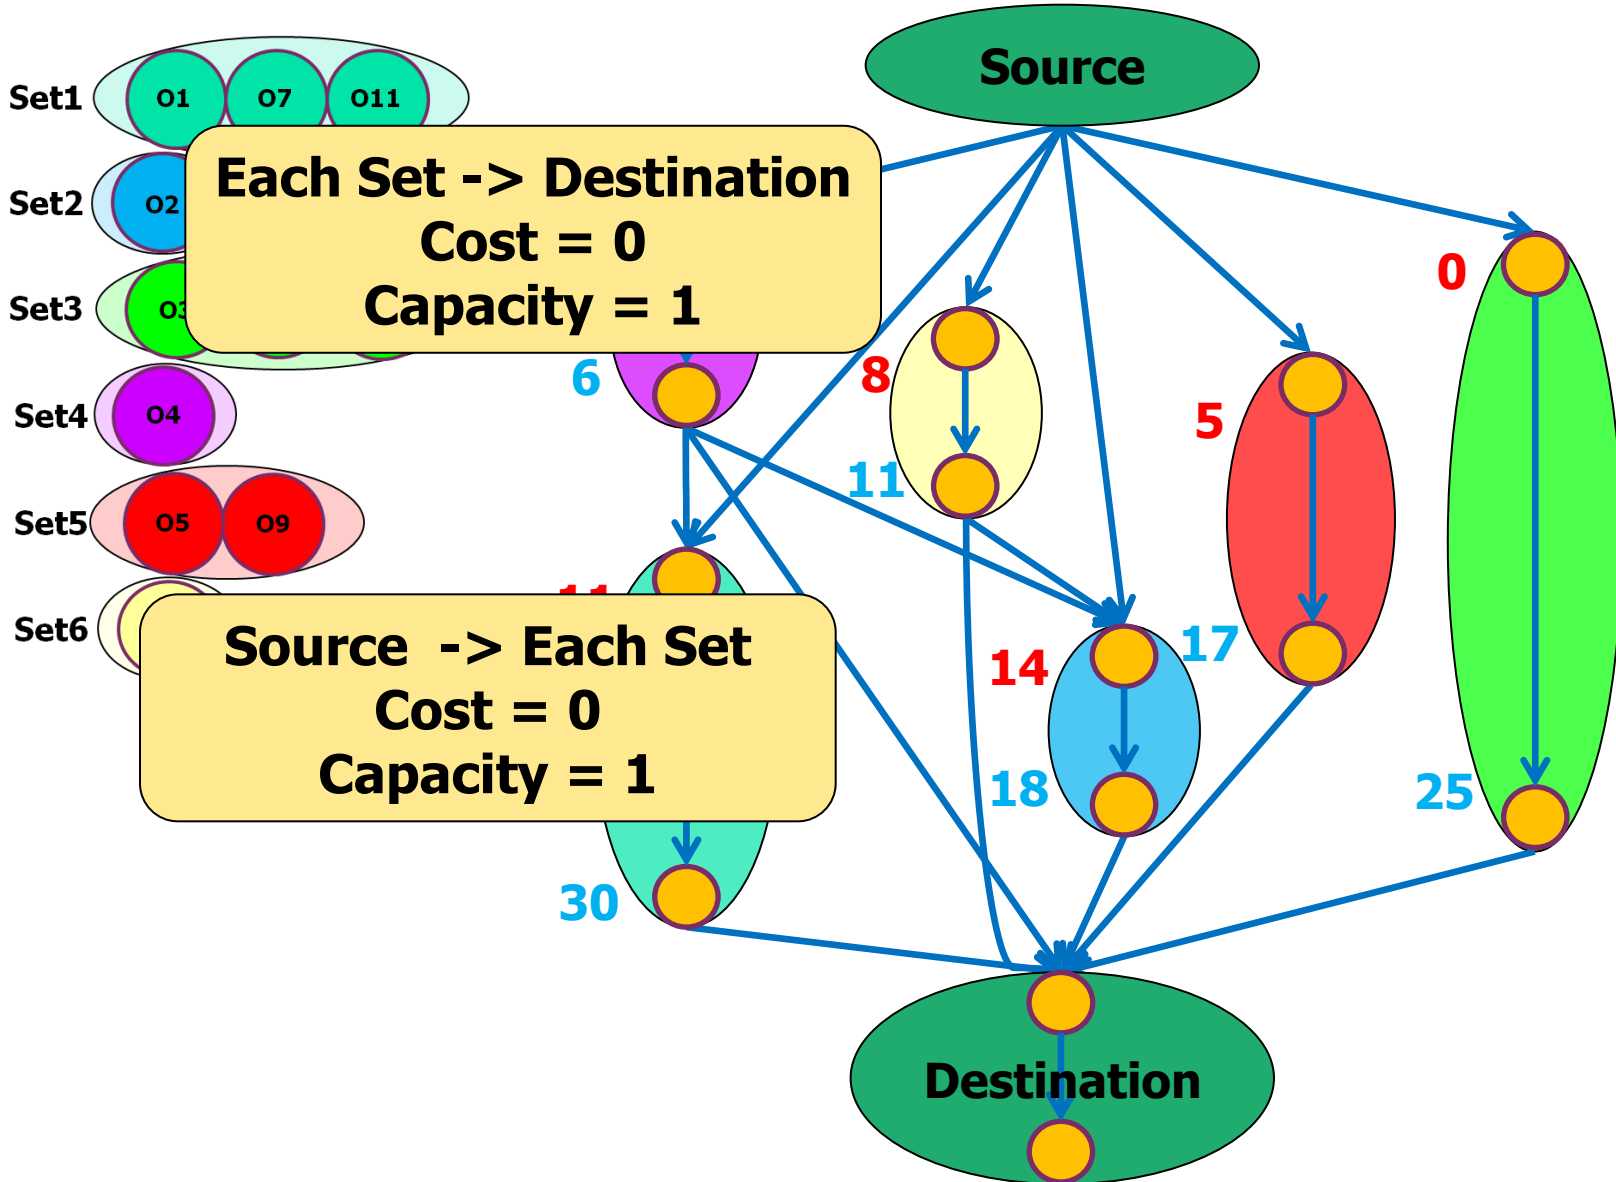 Source
Set1
O1
O7
O11
Each Set -> Destination
Cost = 0
Capacity = 1
Set2
O2
Set3
0
6
8
Set4
O4
5
11
Set5
O5
O9
Set6
Source -> Each Set
Cost = 0
Capacity = 1
14
17
18
25
30
Destination